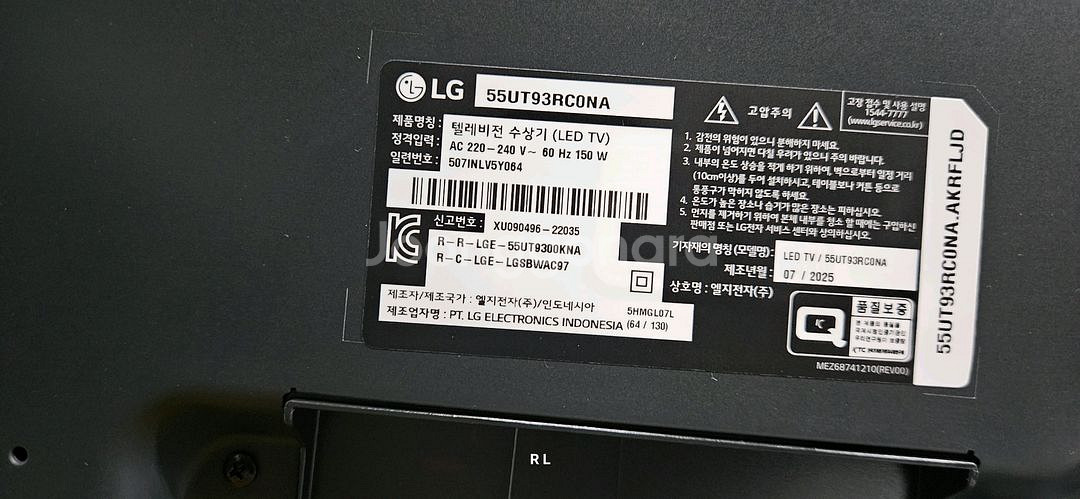 LG 55UT93RC0NA
제품명칭 : 텔레비전 수상기 (LED TV)
정격입력 : AC 220-240 V~ 60 Hz 150 W
일련번호 : 507INLV5Y064
신고번호 : XU090496-22035
R-R-LGE-55UT9300KNA
R-C-LGE-LGSBWAC97
제조자/제조국가 : 엘지전자(주)/인도네시아
제조업자명 : PT. LG ELECTRONICS INDONESIA
5HMGL07L
(64 / 130)
고압주의
고장 접수 및 사용 설명
1544-7777
(www.lgservice.co.kr)
1. 감전의 위험이 있으니 분해하지 마세요.
2. 제품이 넘어지면 다칠 우려가 있으니 주의 바랍니다.
3. 내부의 온도 상승을 적게 하기 위하여, 벽으로부터 일정 거리
(10cm이상)를 두어 설치하시고, 테이블보나 커튼 등으로
통풍구가 막히지 않도록 하세요.
4. 온도가 높은 장소나 습기가 많은 장소는 피하십시오.
5. 먼지를 제거하기 위하여 본체 내부를 청소 할 때에는 구입하신
판매점 또는 LG전자 서비스 센터와 상의하십시오.
기자재의 명칭(모델명) : LED TV / 55UT93RC0NA
제조년월 : 07 / 2025
상호명 : 엘지전자(주)
품질보증
MEZ68741210(REV00)
55UT93RC0NA.AKRFLJD
RL